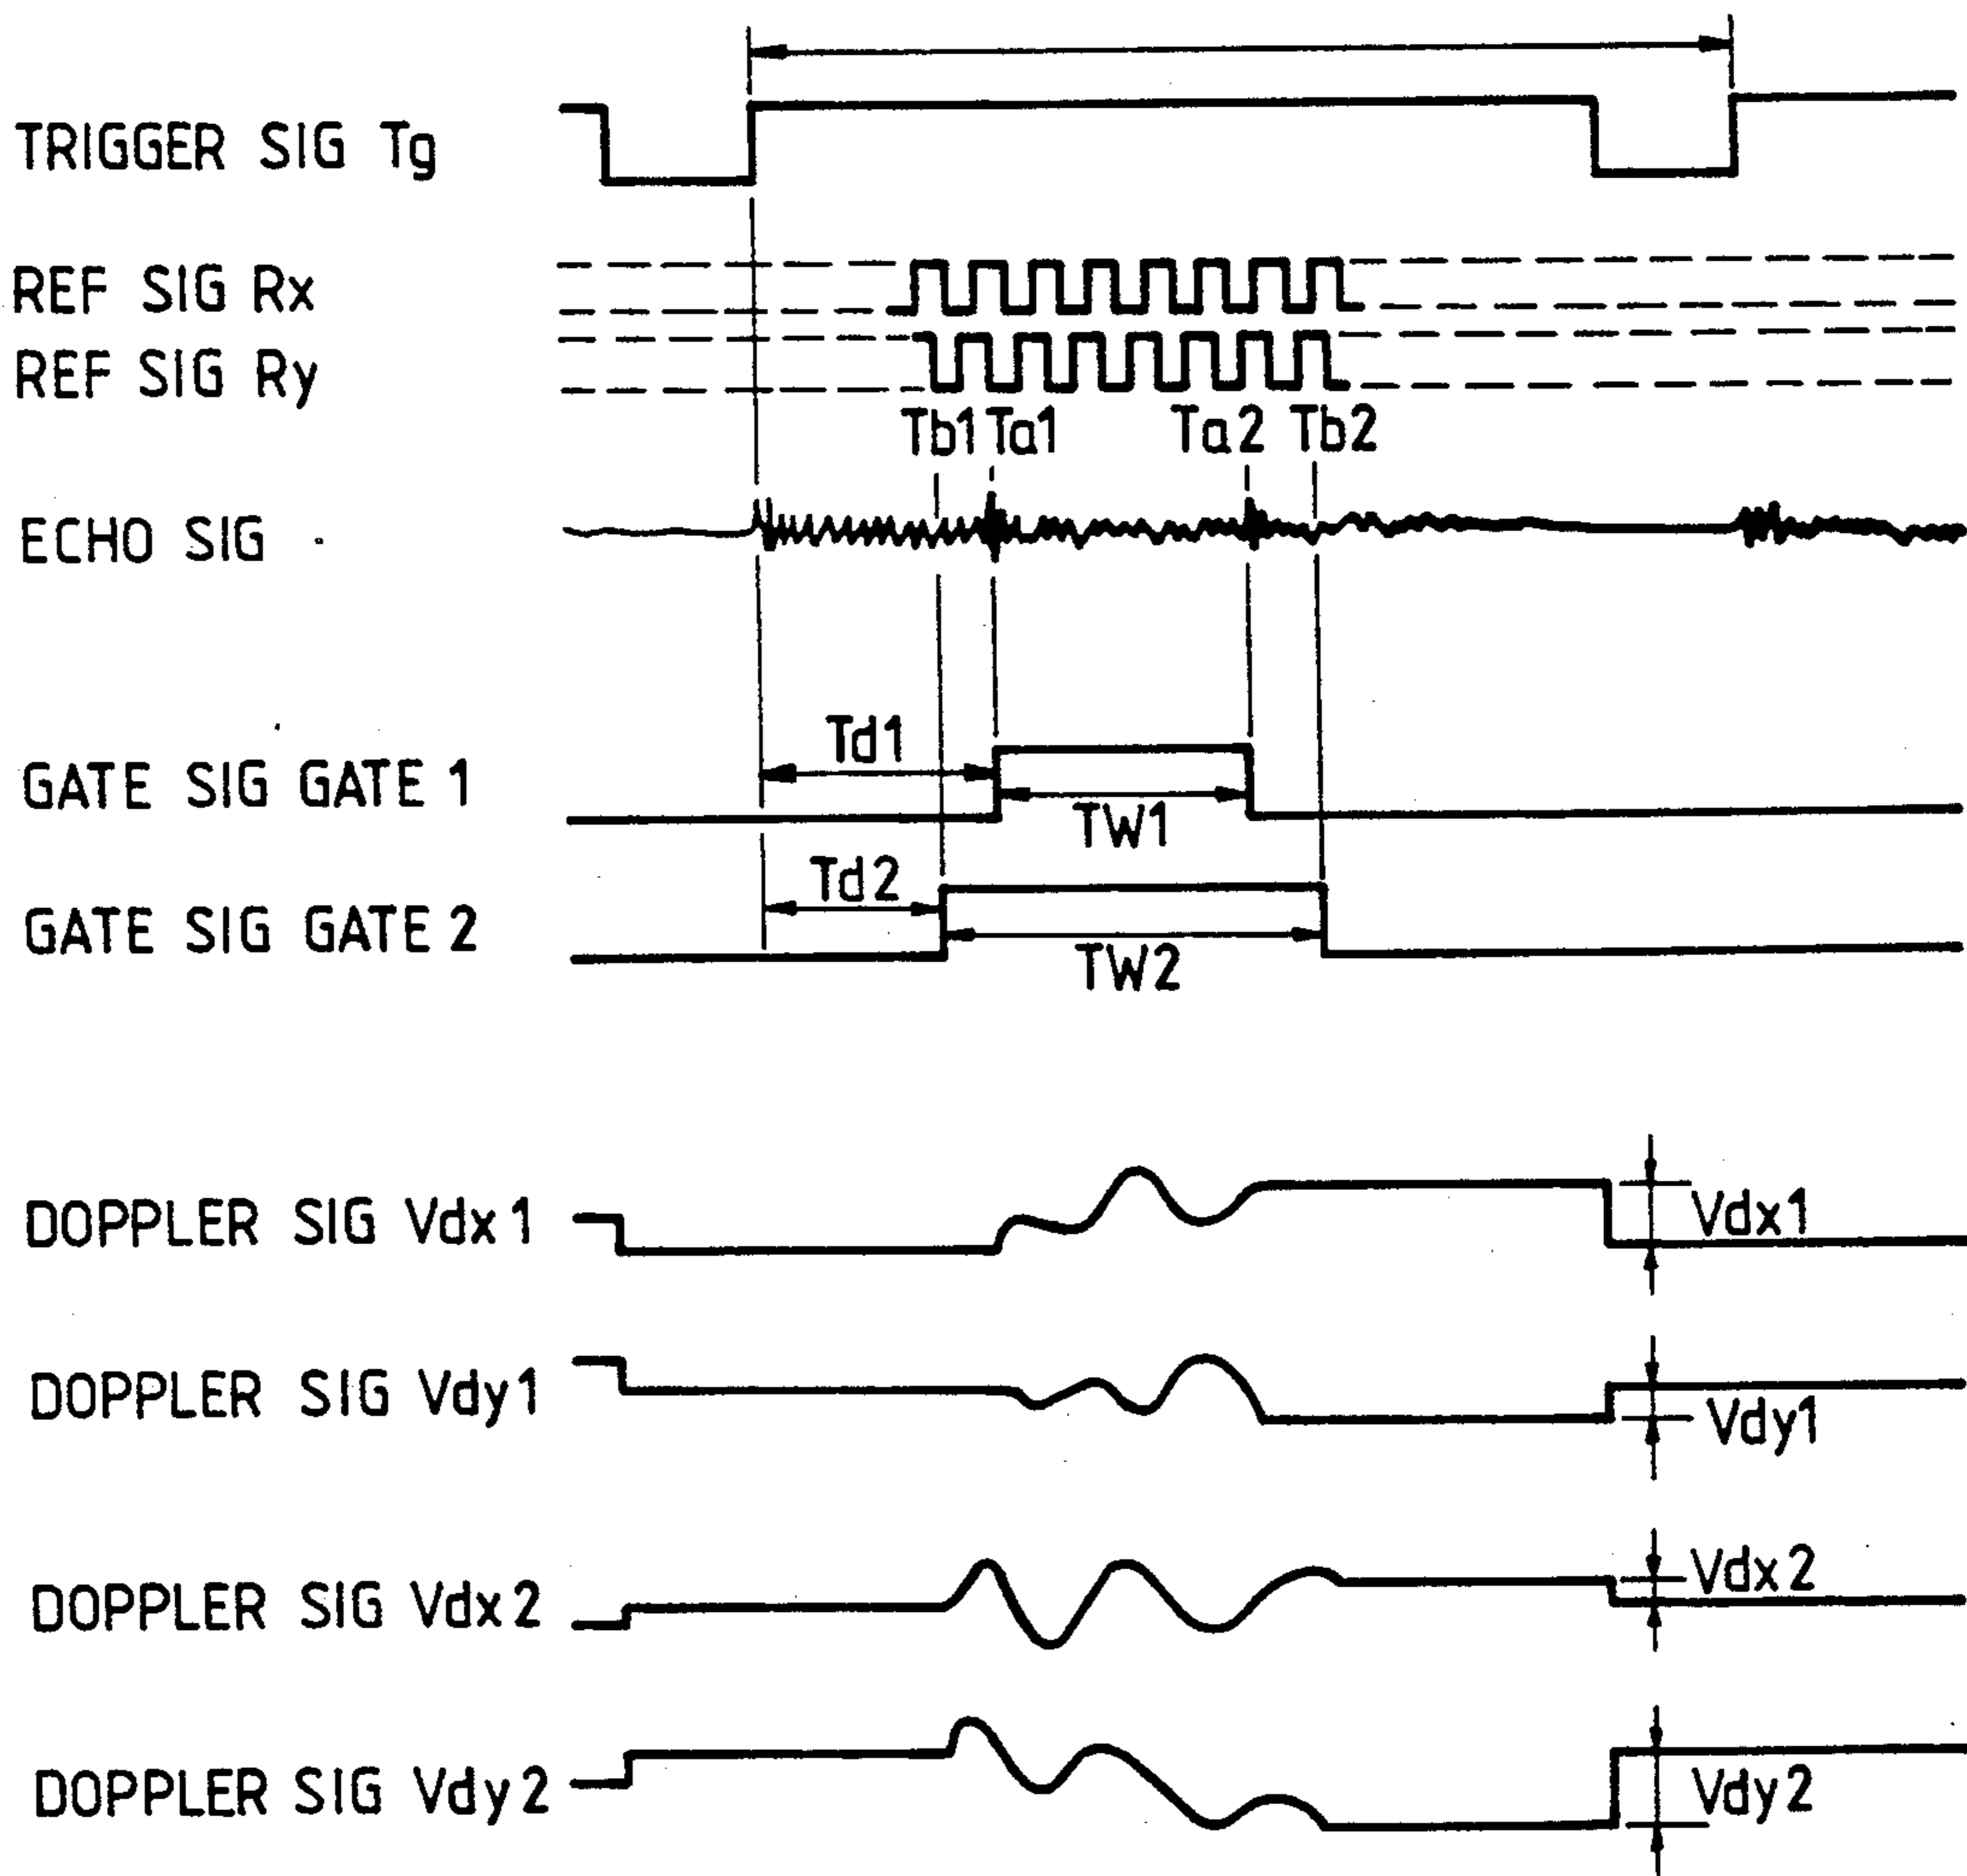 TRIGGER SIG Tg
REF SIG Rx
REF SIG Ry
Tb1 Ta1 Ta2 Tb2
ECHO SIG
Td1
GATE SIG GATE 1
TW1
Td2
GATE SIG GATE 2
TW2
DOPPLER SIG Vdx1
Vdx1
DOPPLER SIG Vdy1
Vdy1
DOPPLER SIG Vdx2
Vdx2
DOPPLER SIG Vdy2
Vdy2